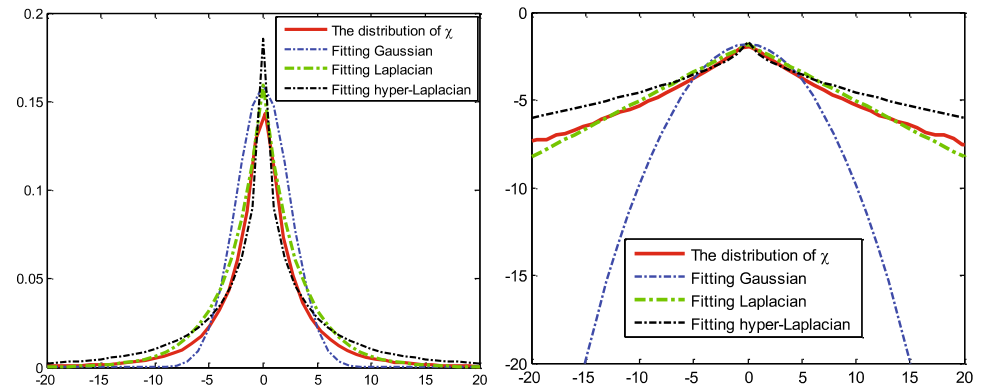 0.2
0.15
0.1
0.05
0
-20 -15 -10 -5 0 5 10 15 20
The distribution of χ
Fitting Gaussian
Fitting Laplacian
Fitting hyper-Laplacian
0
-5
-10
-15
-20
-20 -15 -10 -5 0 5 10 15 20
The distribution of χ
Fitting Gaussian
Fitting Laplacian
Fitting hyper-Laplacian